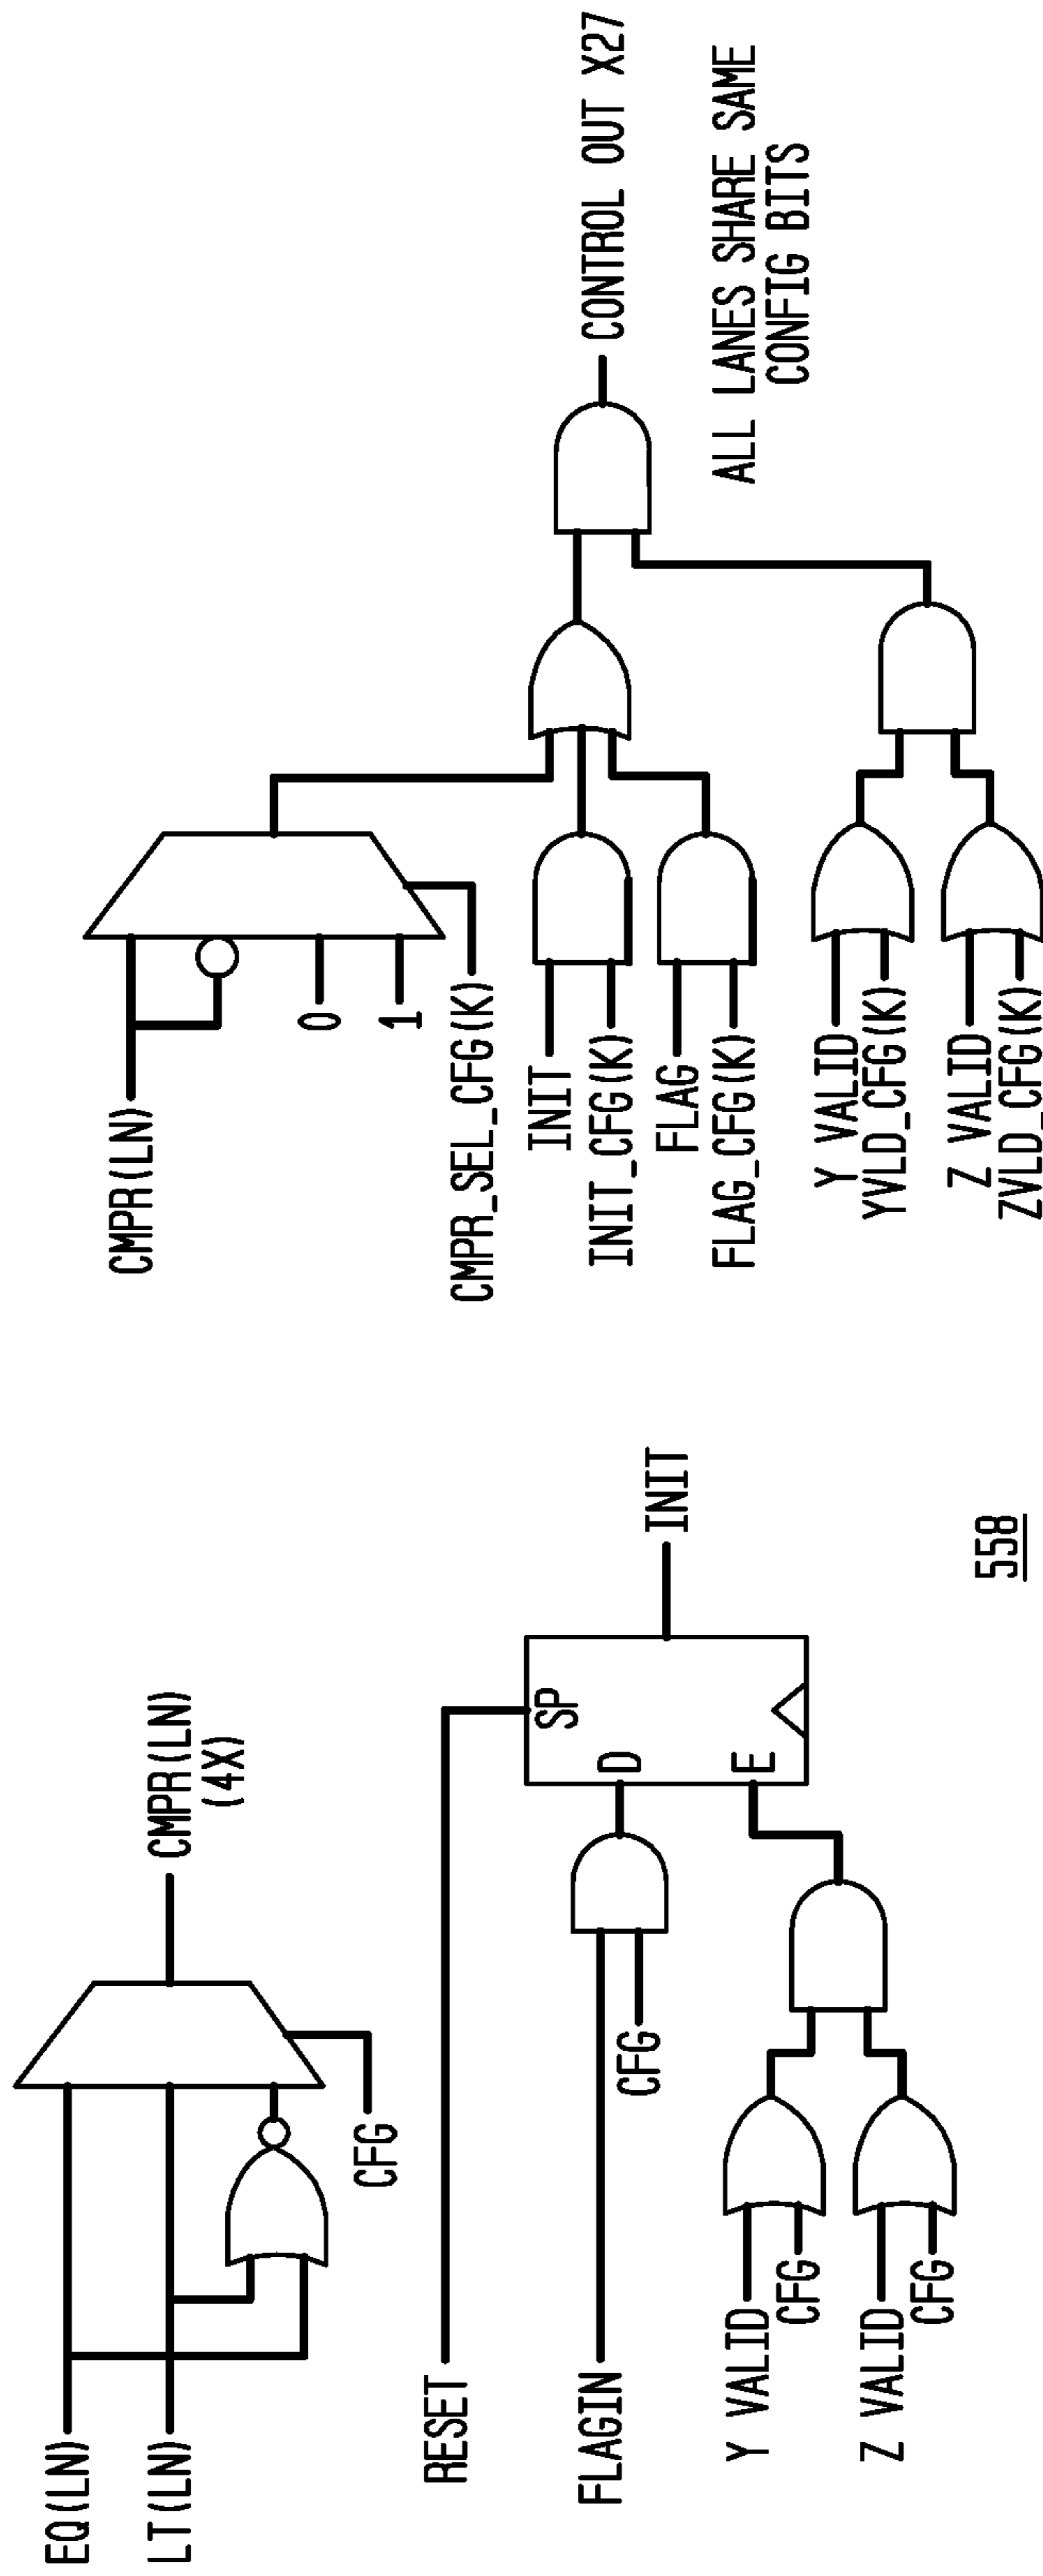 EQ(LN)
LT(LN)
CFG
CMPR(LN)
(4X)
RESET
FLAGIN
CFG
SP
D
E
INIT
Y VALID
CFG
Z VALID
CFG
558
CMPR(LN)
0
1
CMPR_SEL_CFG(K)
INIT
INIT_CFG(K)
FLAG
FLAG_CFG(K)
Y VALID
YVLD_CFG(K)
Z VALID
ZVLD_CFG(K)
CONTROL OUT X27
ALL LANES SHARE SAME
CONFIG BITS